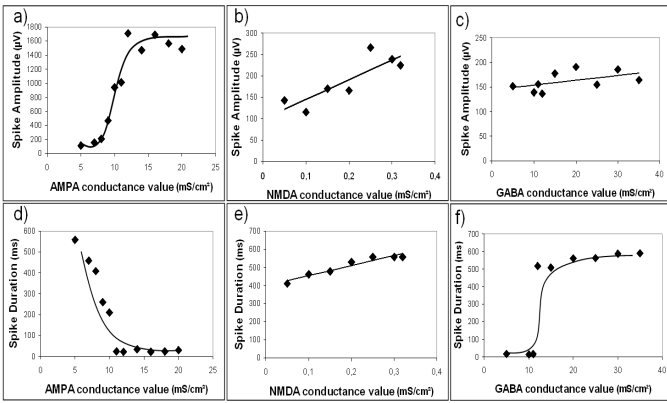 a)
Spike Amplitude (µV)
1800
1600
1400
1200
1000
800
600
400
200
0
0 5 10 15 20 25
AMPA conductance value (mS/cm²)
b)
Spike Amplitude (µV)
300
250
200
150
100
50
0
0 0,1 0,2 0,3 0,4
NMDA conductance value (mS/cm²)
c)
Spike Amplitude (µV)
250
200
150
100
50
0
0 10 20 30 40
GABA conductance value (mS/cm²)
d)
Spike Duration (ms)
600
500
400
300
200
100
0
0 5 10 15 20 25
AMPA conductance value (mS/cm²)
e)
Spike Duration (ms)
700
600
500
400
300
200
100
0
0 0,1 0,2 0,3 0,4
NMDA conductance value (mS/cm²)
f)
Spike Duration (ms)
700
600
500
400
300
200
100
0
0 10 20 30 40
GABA conductance value (mS/cm²)